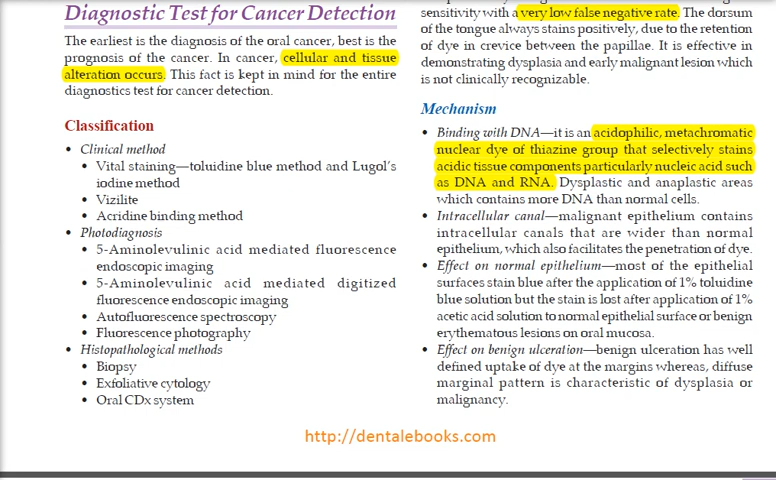 Diagnostic Test for Cancer Detection
The earliest is the diagnosis of the oral cancer, best is the
prognosis of the cancer. In cancer, cellular and tissue
alteration occurs. This fact is kept in mind for the entire
diagnostics test for cancer detection.
Classification
• Clinical method
• Vital staining—toluidine blue method and Lugol's
iodine method
• Vizilite
• Acridine binding method
• Photodiagnosis
• 5-Aminolevulinic acid mediated fluorescence
endoscopic imaging
• 5-Aminolevulinic acid mediated digitized
fluorescence endoscopic imaging
• Autofluorescence spectroscopy
• Fluorescence photography
• Histopathological methods
• Biopsy
• Exfoliative cytology
• Oral CDx system
sensitivity with a very low false negative rate. The dorsum
of the tongue always stains positively, due to the retention
of dye in crevice between the papillae. It is effective in
demonstrating dysplasia and early malignant lesion which
is not clinically recognizable.
Mechanism
• Binding with DNA—it is an acidophilic, metachromatic
nuclear dye of thiazine group that selectively stains
acidic tissue components particularly nucleic acid such
as DNA and RNA. Dysplastic and anaplastic areas
which contains more DNA than normal cells.
• Intracellular canal—malignant epithelium contains
intracellular canals that are wider than normal
epithelium, which also facilitates the penetration of dye.
• Effect on normal epithelium—most of the epithelial
surfaces stain blue after the application of 1% toluidine
blue solution but the stain is lost after application of 1%
acetic acid solution to normal epithelial surface or benign
erythematous lesions on oral mucosa.
• Effect on benign ulceration—benign ulceration has well
defined uptake of dye at the margins whereas, diffuse
marginal pattern is characteristic of dysplasia or
malignancy.
http://dentalebooks.com